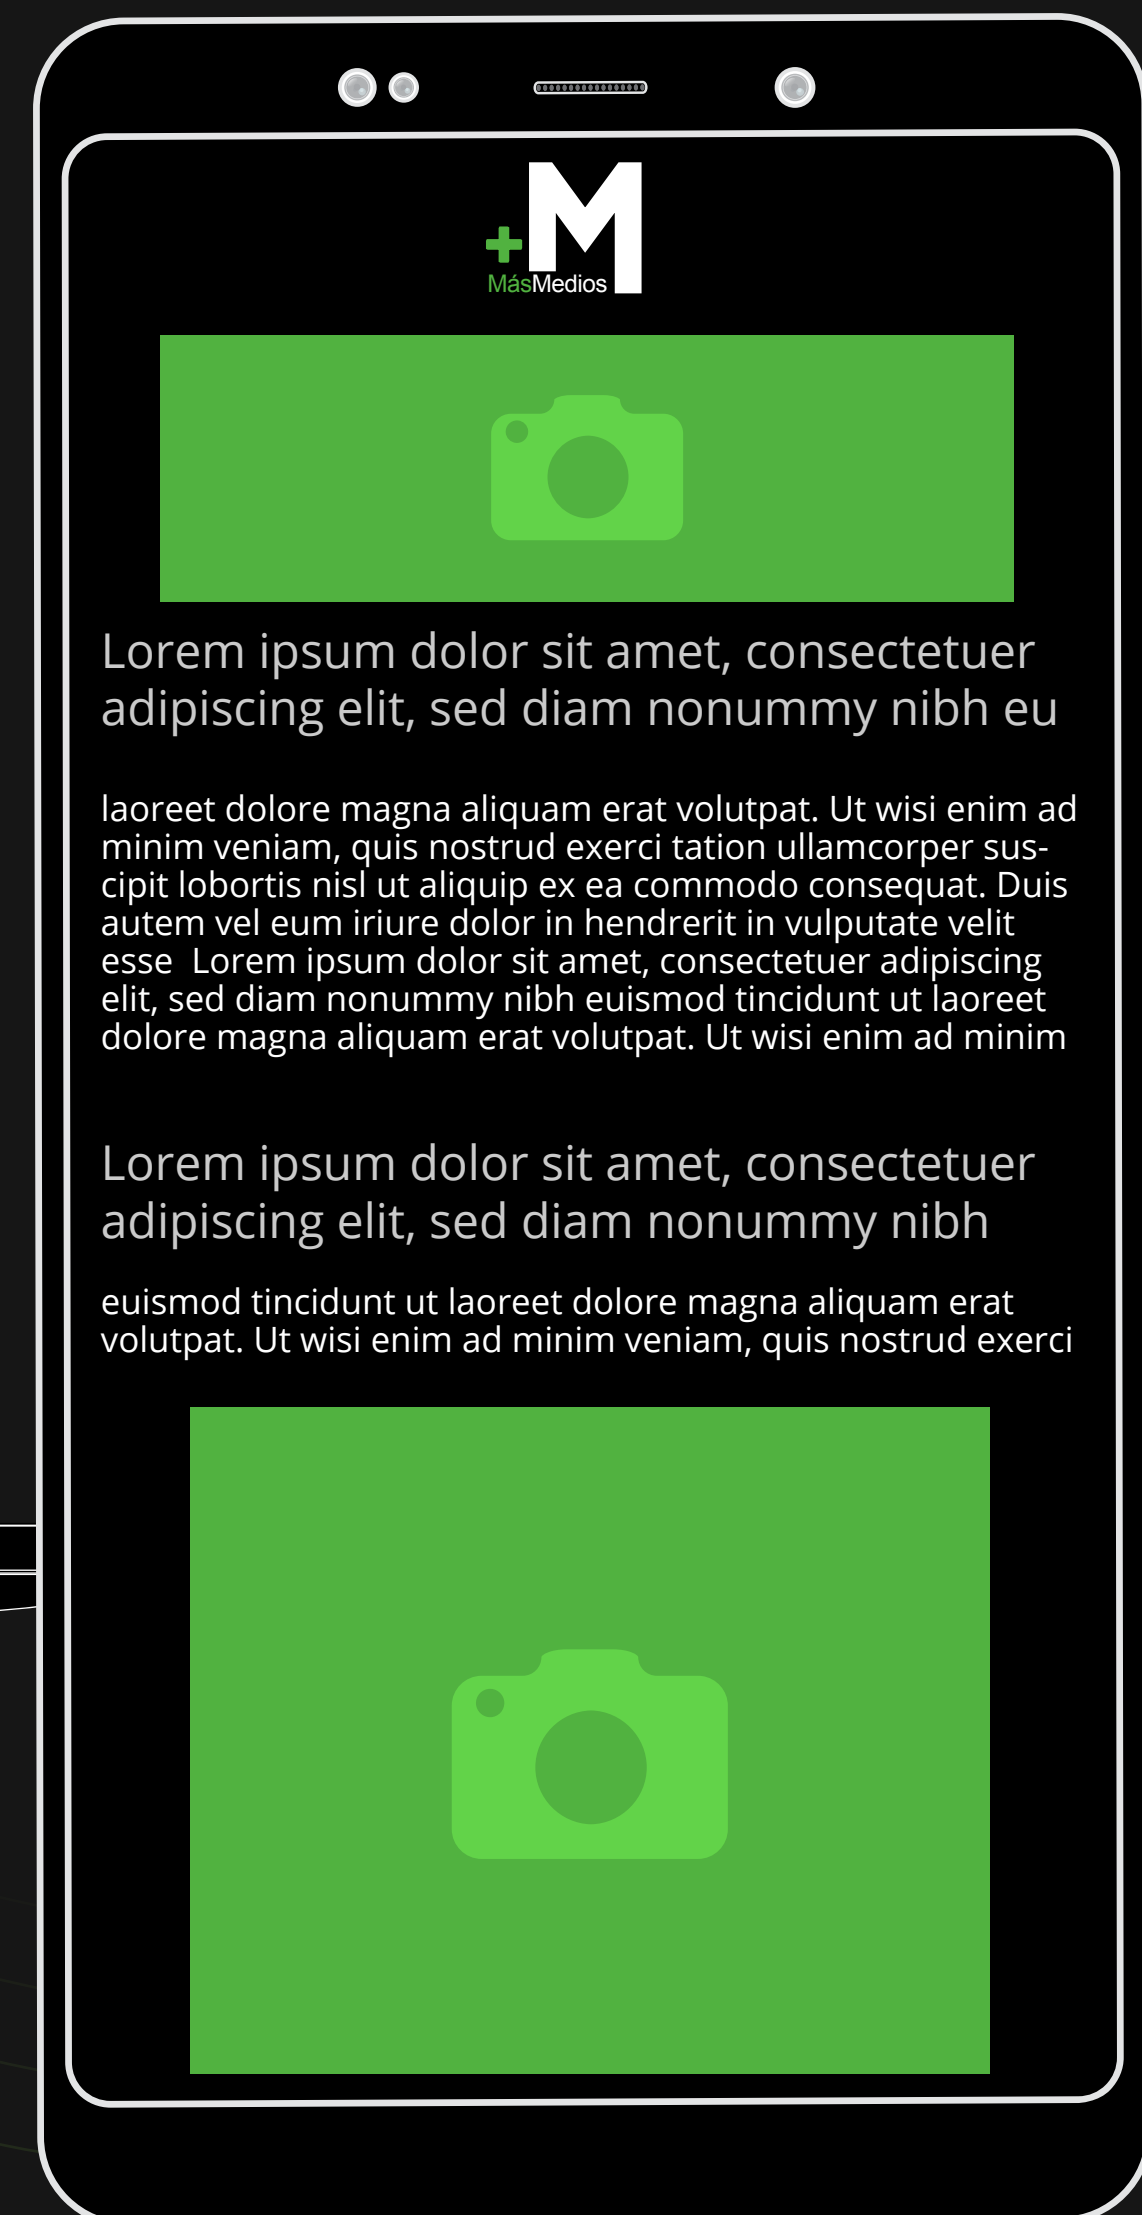 +M
MásMedios
Lorem ipsum dolor sit amet, consectetuer
adipiscing elit, sed diam nonummy nibh eu
laoreet dolore magna aliquam erat volutpat. Ut wisi enim ad
minim veniam, quis nostrud exerci tation ullamcorper sus-
cipit lobortis nisl ut aliquip ex ea commodo consequat. Duis
autem vel eum iriure dolor in hendrerit in vulputate velit
esse  Lorem ipsum dolor sit amet, consectetuer adipiscing
elit, sed diam nonummy nibh euismod tincidunt ut laoreet
dolore magna aliquam erat volutpat. Ut wisi enim ad minim
Lorem ipsum dolor sit amet, consectetuer
adipiscing elit, sed diam nonummy nibh
euismod tincidunt ut laoreet dolore magna aliquam erat
volutpat. Ut wisi enim ad minim veniam, quis nostrud exerci